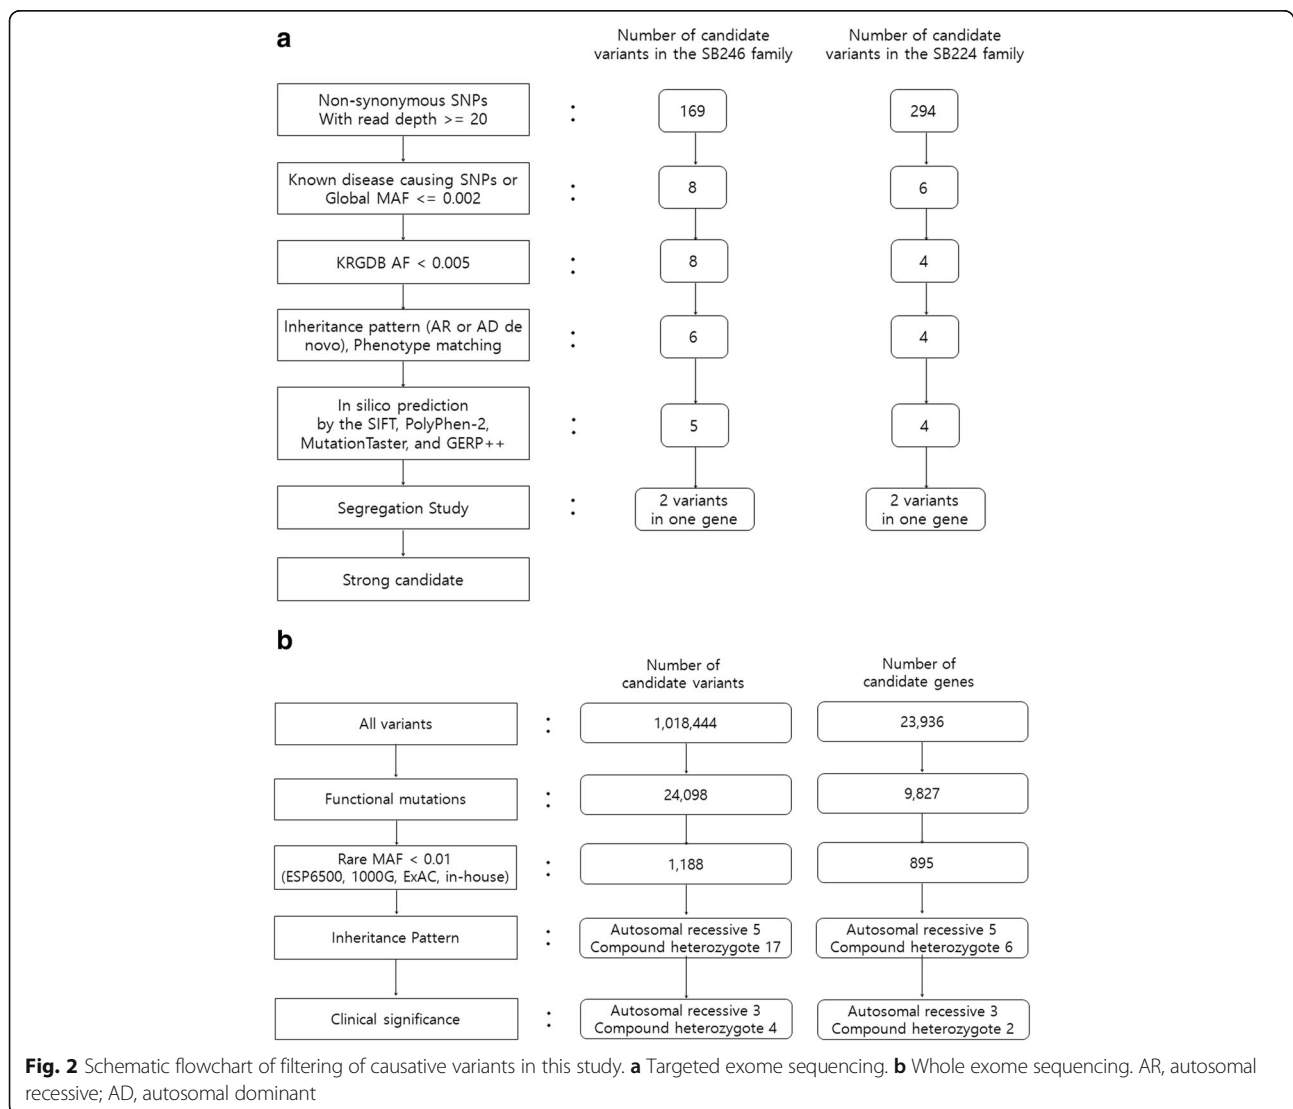 a
Number of candidate
variants in the SB246 family
Number of candidate
variants in the SB224 family
Non-synonymous SNPs
With read depth >= 20
:
169
294
Known disease causing SNPs or
Global MAF <= 0.002
:
8
6
KRGDB AF < 0.005
:
8
4
Inheritance pattern (AR or AD de
novo), Phenotype matching
:
6
4
In silico prediction
by the SIFT, PolyPhen-2,
MutationTaster, and GERP++
:
5
4
Segregation Study
:
2 variants
in one gene
2 variants
in one gene
Strong candidate
b
Number of
candidate variants
Number of
candidate genes
All variants
:
1,018,444
23,936
Functional mutations
:
24,098
9,827
Rare MAF < 0.01
(ESP6500, 1000G, ExAC, in-house)
:
1,188
895
Inheritance Pattern
:
Autosomal recessive 5
Compound heterozygote 17
Autosomal recessive 5
Compound heterozygote 6
Clinical significance
:
Autosomal recessive 3
Compound heterozygote 4
Autosomal recessive 3
Compound heterozygote 2
Fig. 2 Schematic flowchart of filtering of causative variants in this study. a Targeted exome sequencing. b Whole exome sequencing. AR, autosomal
recessive; AD, autosomal dominant